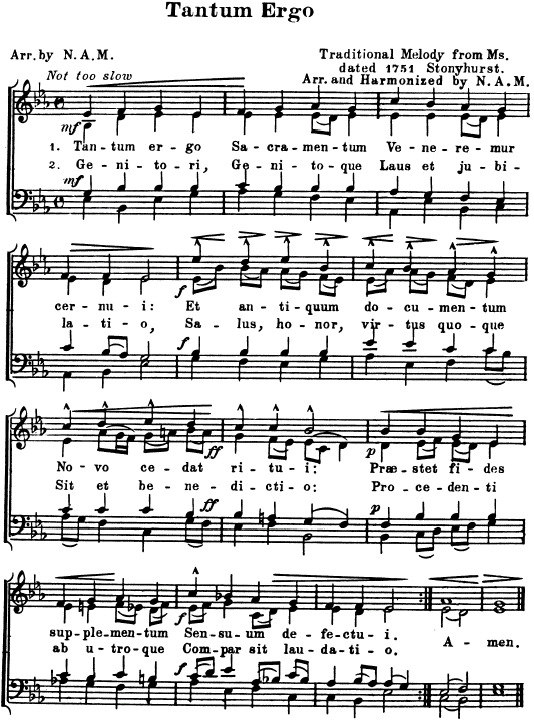 Tantum Ergo
Arr. by N. A. M.
Traditional Melody from Ms.
dated 1751 Stonyhurst.
Arr. and Harmonized by N. A. M.
Not too slow
mf
1. Tan - tum er - go Sa - cra - men - tum Ve - ne - re - mur
2. Ge - ni - to - ri, Ge - ni - to - que Laus et ju - bi -
mf
f
cer - nu - i: Et an - ti - quum do - cu - men - tum
la - ti - o, Sa - lus, ho - nor, vir - tus quo - que
f
ff p
No - vo ce - dat ri - tu - i: Præ - stet fi - des
Sit et be - ne - di - cti - o: Pro - ce - den - ti
ff p
f
sup - ple - men - tum Sen - su - um de - fec - tu - i. A - men.
ab u - tro - que Com - par sit lau - da - ti - o.
f